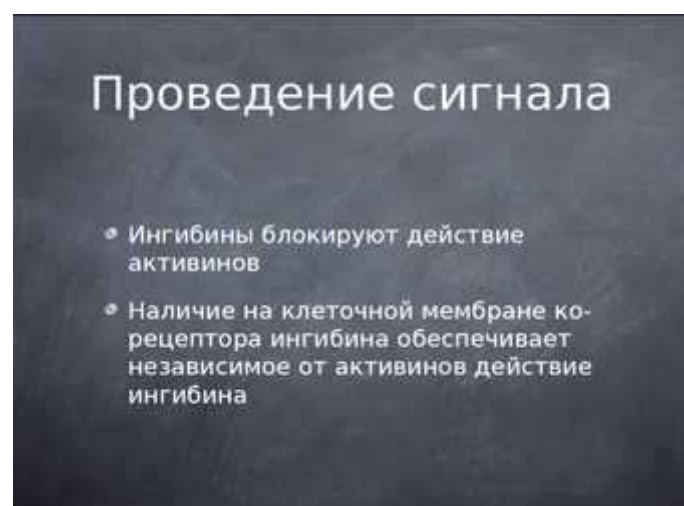 Проведение сигнала
Ингибины блокируют действие
активинов
Наличие на клеточной мембране ко-
рецептора ингибина обеспечивает
независимое от активинов действие
ингибина